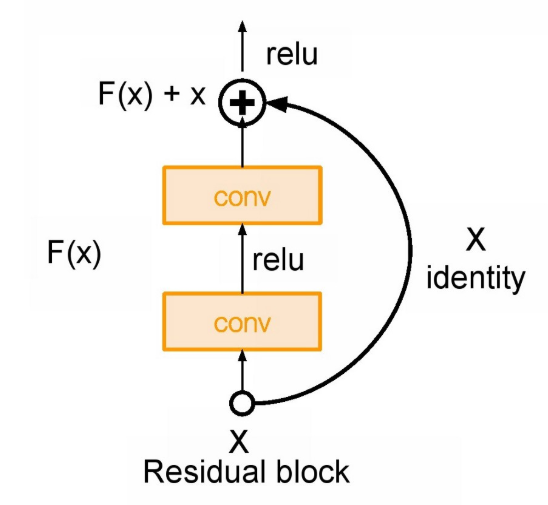 relu
F(x) + x
conv
F(x)
relu
X
identity
conv
X
Residual block